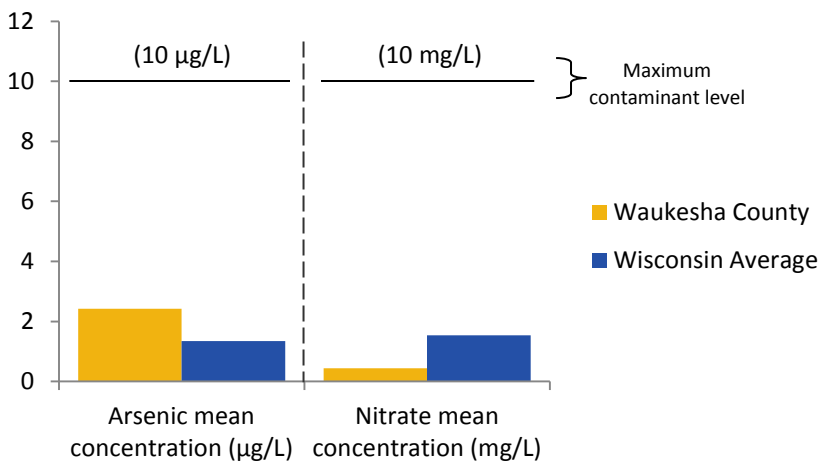 12
(10 µg/L)
(10 mg/L)
10
Maximum
contaminant level
8
6
Waukesha County
4
Wisconsin Average
2
0
Arsenic mean
concentration (µg/L)
Nitrate mean
concentration (mg/L)